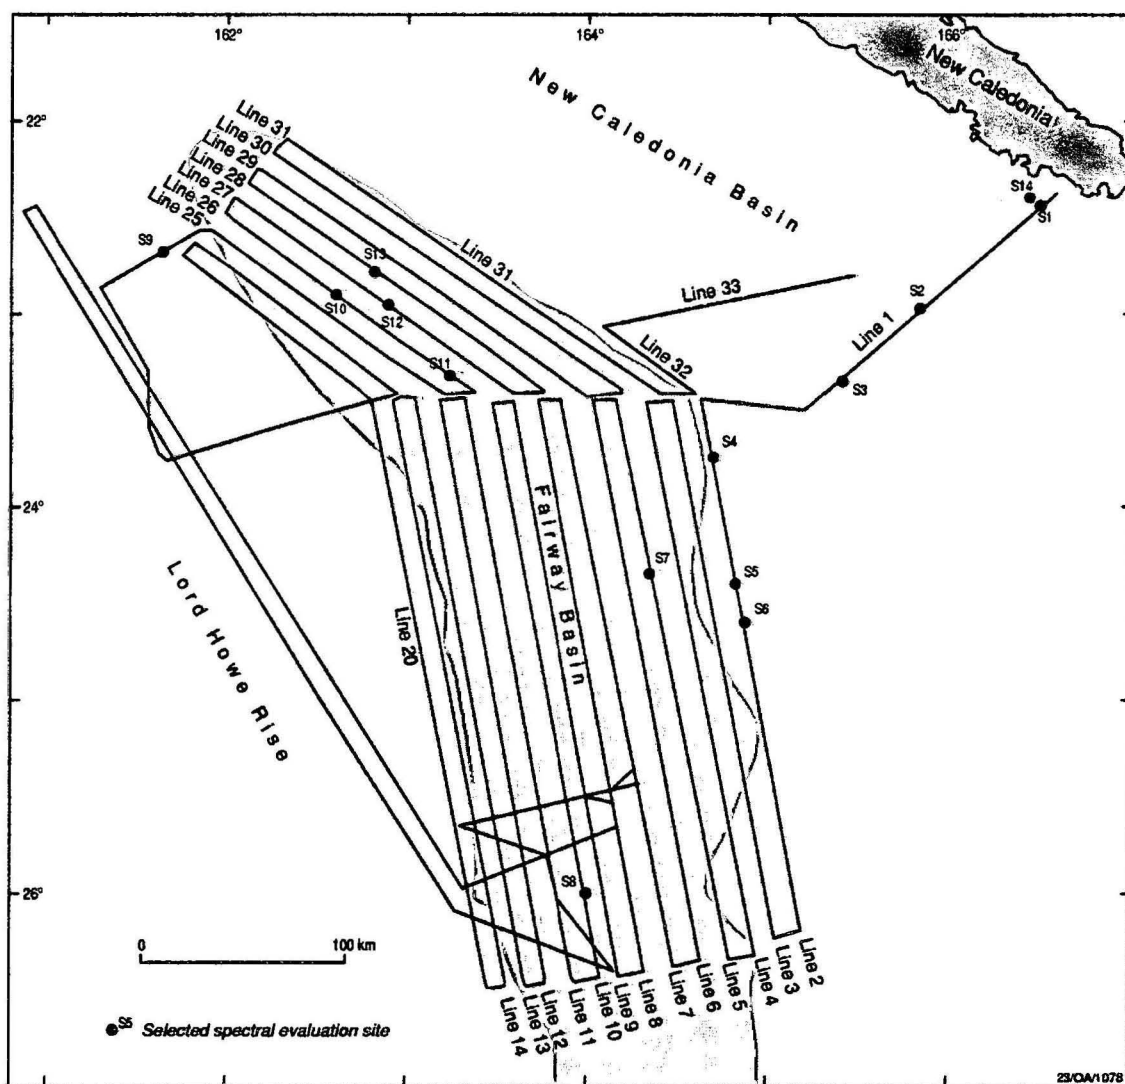 162°
164°
166°
22°
24°
26°
New Caledonia
New Caledonia Basin
Line 31
Line 30
Line 29
Line 28
Line 27
Line 26
Line 25
S9
S13
S10
S12
S11
Line 31
Line 33
Line 32
Line 1
S14
S1
S2
S3
S4
S5
S6
S7
S8
Fairway Basin
Lord Howe Rise
Line 20
Line 14
Line 13
Line 12
Line 11
Line 10
Line 9
Line 8
Line 7
Line 6
Line 5
Line 4
Line 3
Line 2
0 100 km
S5 Selected spectral evaluation site
23/OA/1078